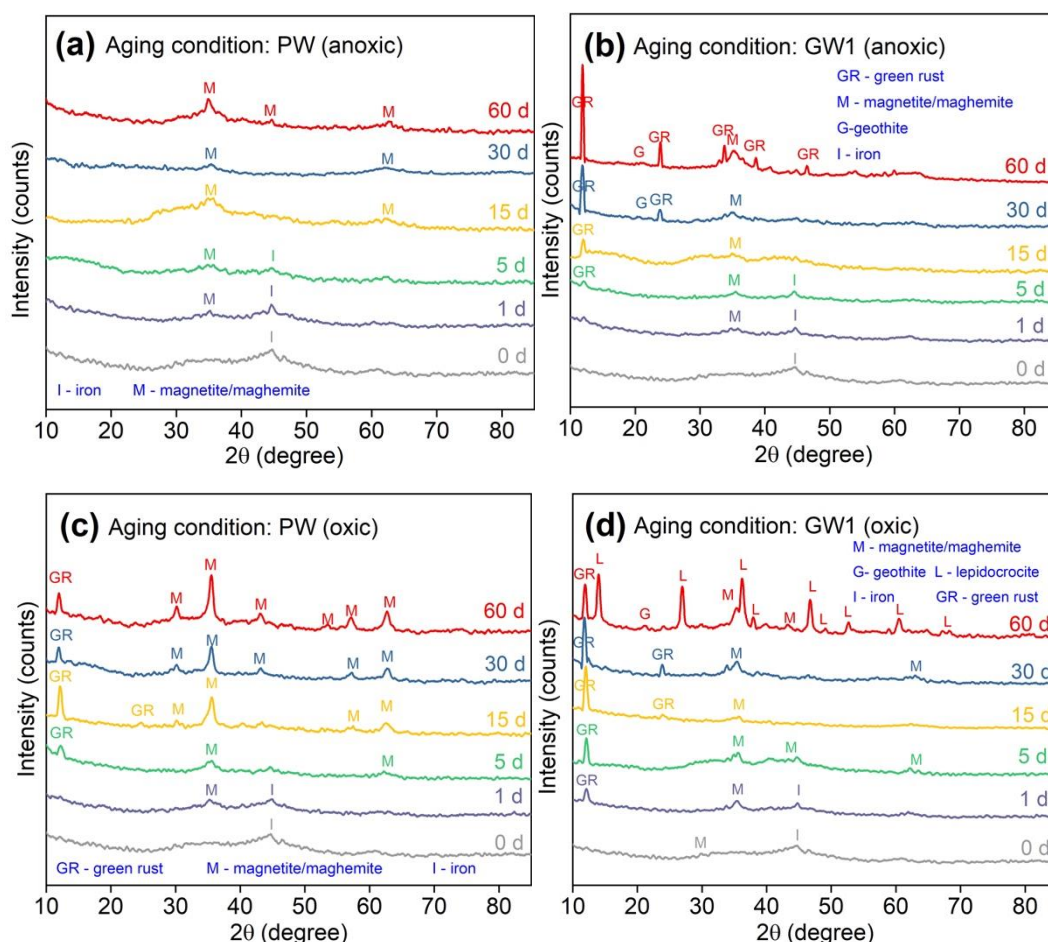 (a) Aging condition: PW (anoxic)
M
M
M
60 d
M
M
30 d
M
M
15 d
M
I
5 d
M
I
1 d
I
0 d
I - iron M - magnetite/maghemite
10 20 30 40 50 60 70 80
2θ (degree)
Intensity (counts)
(b) Aging condition: GW1 (anoxic)
GR - green rust
M - magnetite/maghemite
G-geothite
I - iron
GR
G
GR
GR
M
GR
GR
60 d
GR
G
GR
M
30 d
GR
M
15 d
GR
M
I
5 d
M
I
1 d
I
0 d
10 20 30 40 50 60 70 80
2θ (degree)
Intensity (counts)
(c) Aging condition: PW (oxic)
GR
M
M
M
M
M
M
60 d
GR
M
M
M
M
M
30 d
GR
GR
M
M
M
M
15 d
GR
M
M
5 d
M
I
1 d
I
0 d
GR - green rust M - magnetite/maghemite I - iron
10 20 30 40 50 60 70 80
2θ (degree)
Intensity (counts)
(d) Aging condition: GW1 (oxic)
M - magnetite/maghemite
G- geothite L - lepidocrocite
I - iron GR - green rust
GR
L
G
L
M
L
L
M
L
L
L
L
L
60 d
GR
GR
M
M
30 d
GR
GR
M
15 d
GR
M
M
M
5 d
GR
M
I
1 d
M
I
0 d
10 20 30 40 50 60 70 80
2θ (degree)
Intensity (counts)